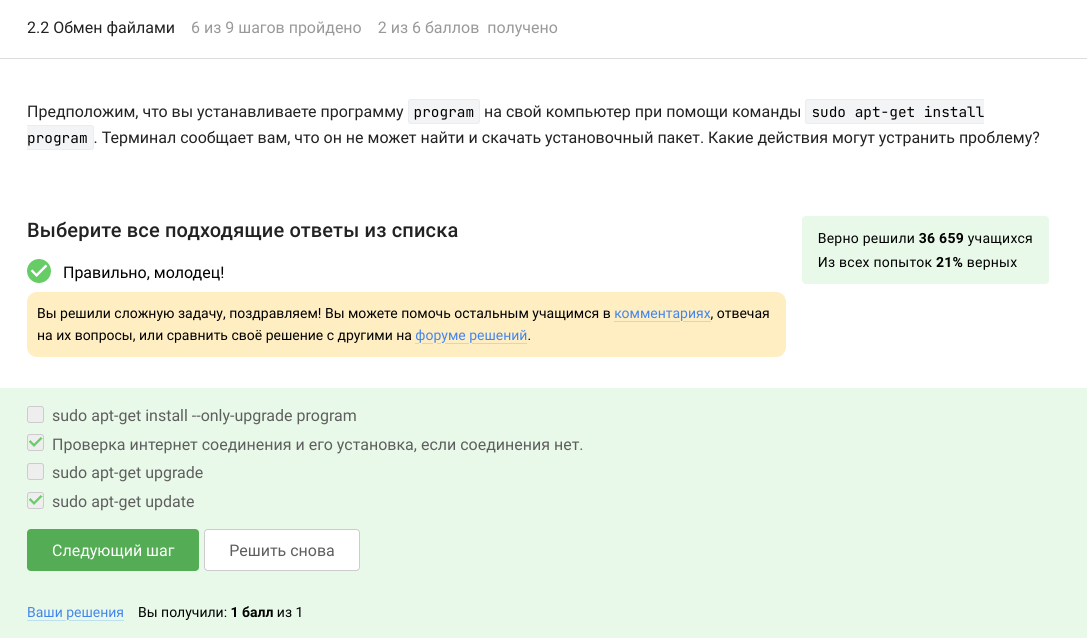 2.2 Обмен файлами 6 из 9 шагов пройдено 2 из 6 баллов получено
Предположим, что вы устанавливаете программу program на свой компьютер при помощи команды sudo apt-get install
program. Терминал сообщает вам, что он не может найти и скачать установочный пакет. Какие действия могут устранить проблему?
Выберите все подходящие ответы из списка
Верно решили 36 659 учащихся
Из всех попыток 21% верных
Правильно, молодец!
Вы решили сложную задачу, поздравляем! Вы можете помочь остальным учащимся в комментариях, отвечая
на их вопросы, или сравнить своё решение с другими на форуме решений.
sudo apt-get install --only-upgrade program
Проверка интернет соединения и его установка, если соединения нет.
sudo apt-get upgrade
sudo apt-get update
Следующий шаг Решить снова
Ваши решения Вы получили: 1 балл из 1